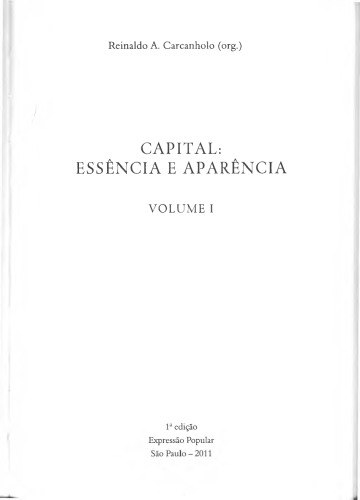 Reinaldo A. Carcanholo (org.)
CAPITAL:
ESSÊNCIA E APARÊNCIA
VOLUME I
1ª edição
Expressão Popular
São Paulo – 2011